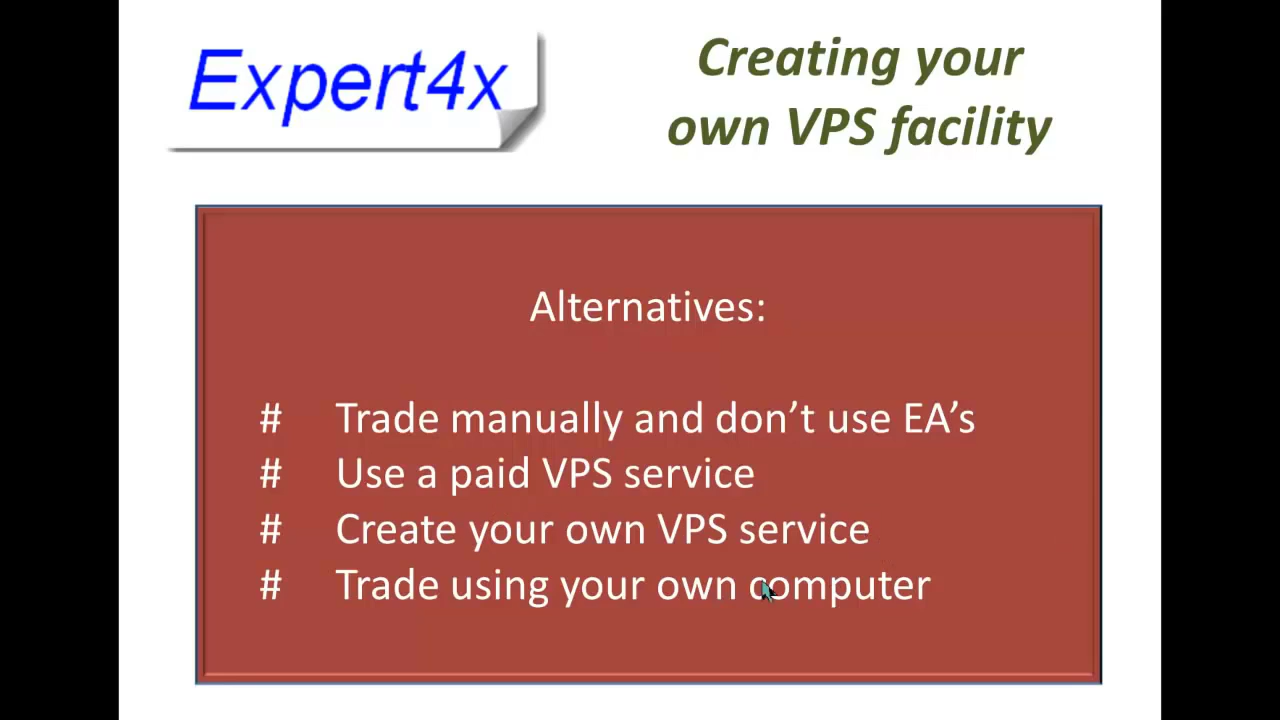 Expert4x
Creating your
own VPS facility
Alternatives:
# Trade manually and don’t use EA’s
# Use a paid VPS service
# Create your own VPS service
# Trade using your own computer